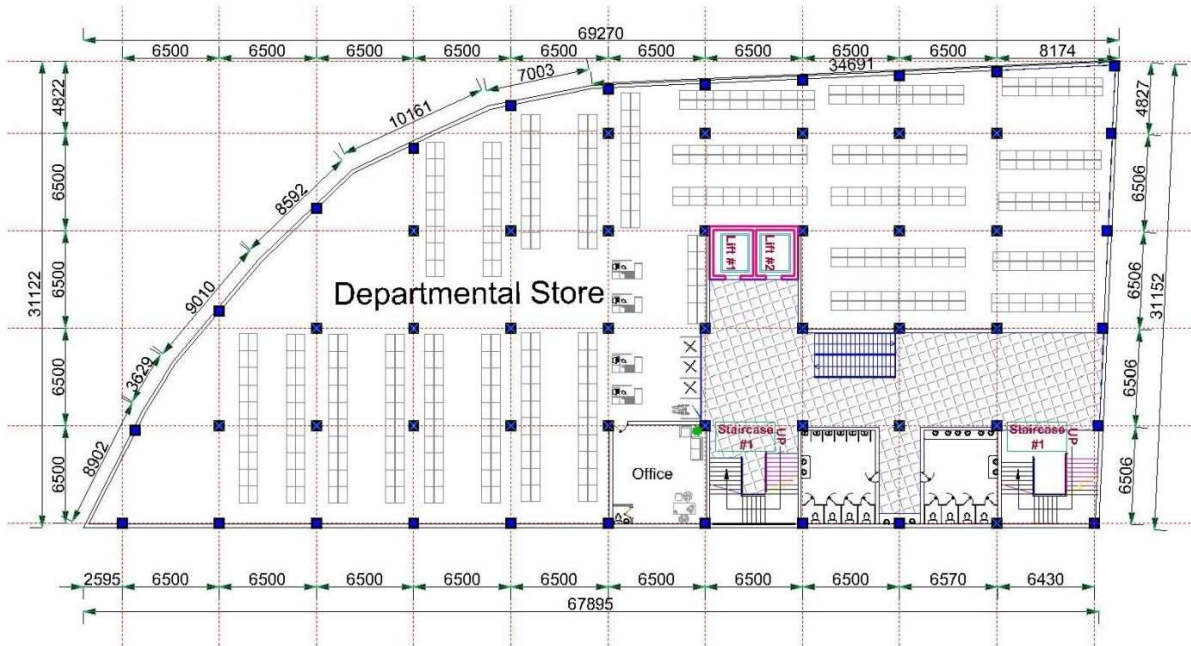 69270
6500 6500 6500 6500 6500 6500 6500 6500 6500 8174
34691
7003
10161
8592
9010
3629
8902
4822
6500
6500
6500
6500
31122
4827
6506
6506
6506
6506
31152
Lift #1
Lift #2
Departmental Store
Staircase #1
UP
Staircase #1
UP
Office
2595 6500 6500 6500 6500 6500 6500 6500 6500 6570 6430
67895